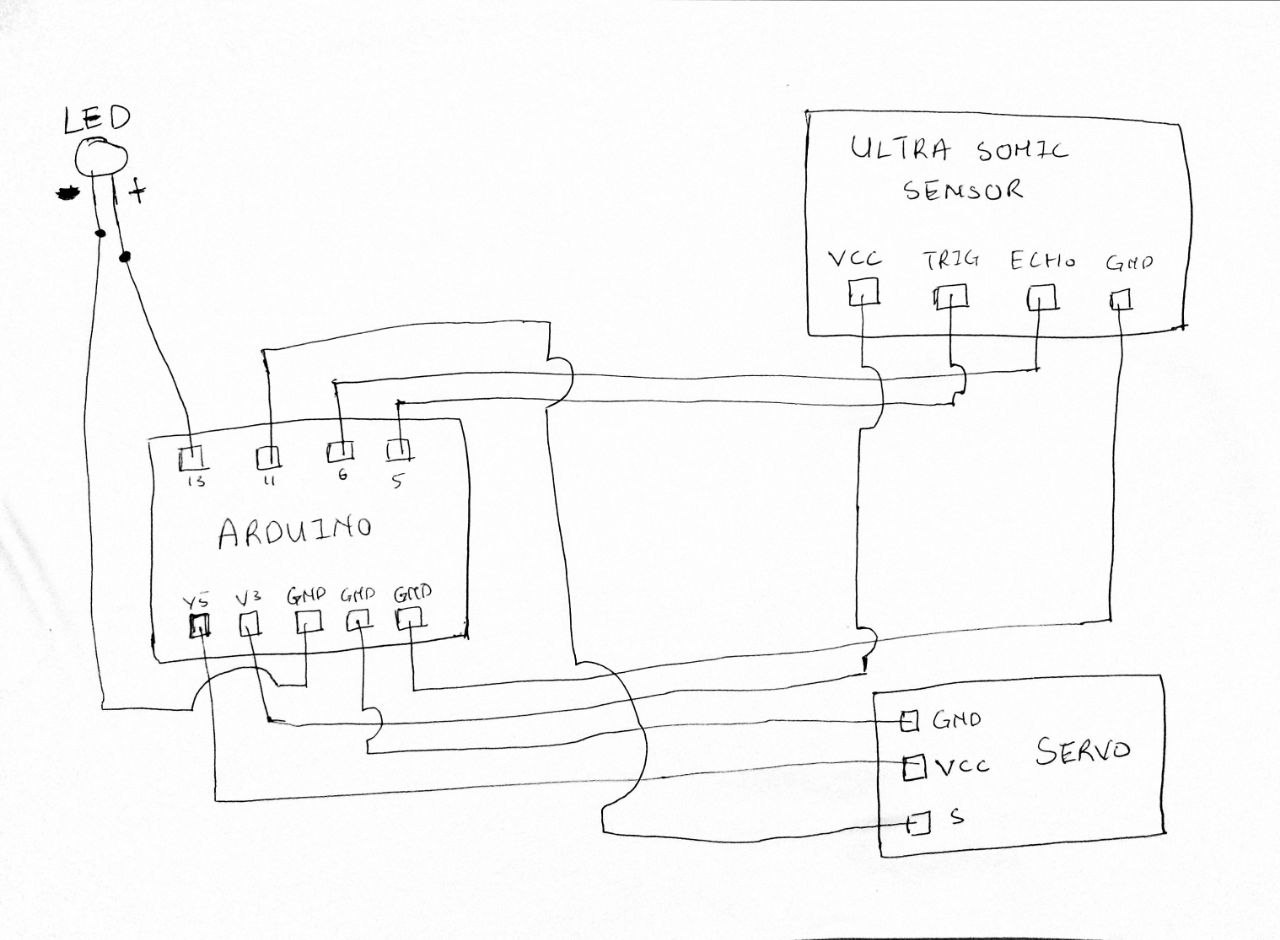 LED
- +
ULTRA SONIC
SENSOR
VCC TRIG ECHO GND
13 11 6 5
ARDUINO
V5 V3 GND GND GND
GND
VCC
SERVO
S